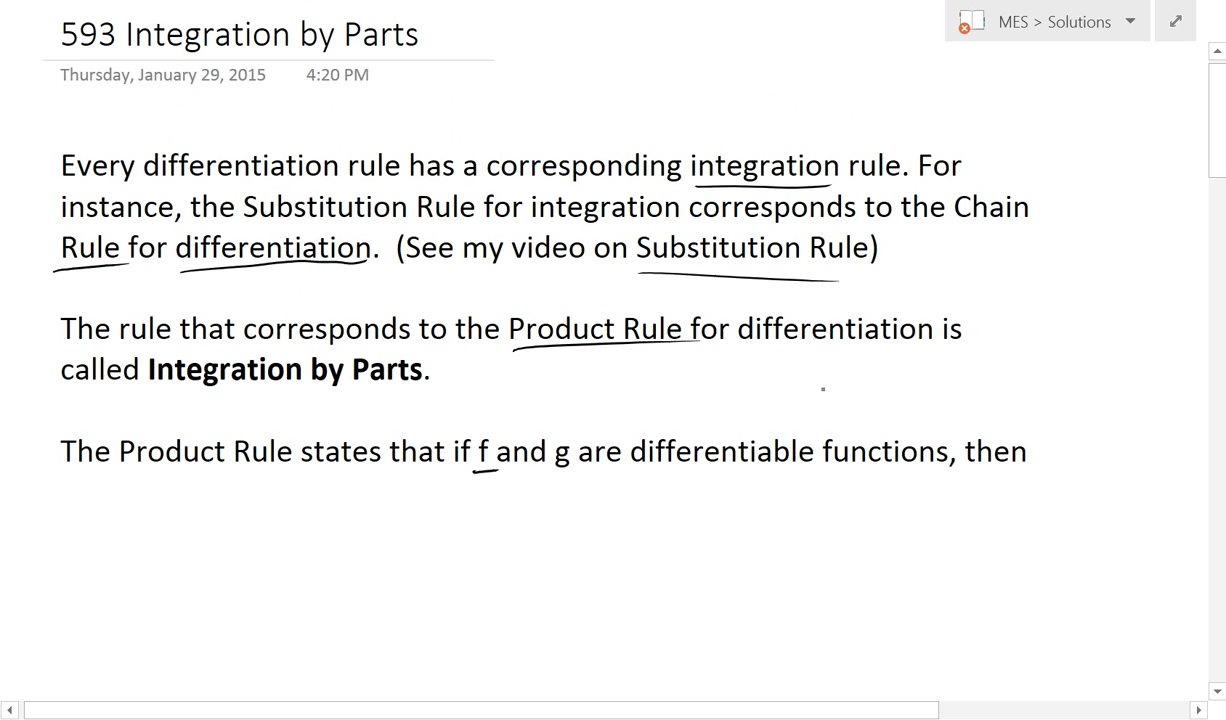 593 Integration by Parts
MES > Solutions
Thursday, January 29, 2015 4:20 PM
Every differentiation rule has a corresponding integration rule. For
instance, the Substitution Rule for integration corresponds to the Chain
Rule for differentiation. (See my video on Substitution Rule)
The rule that corresponds to the Product Rule for differentiation is
called Integration by Parts.
The Product Rule states that if f and g are differentiable functions, then